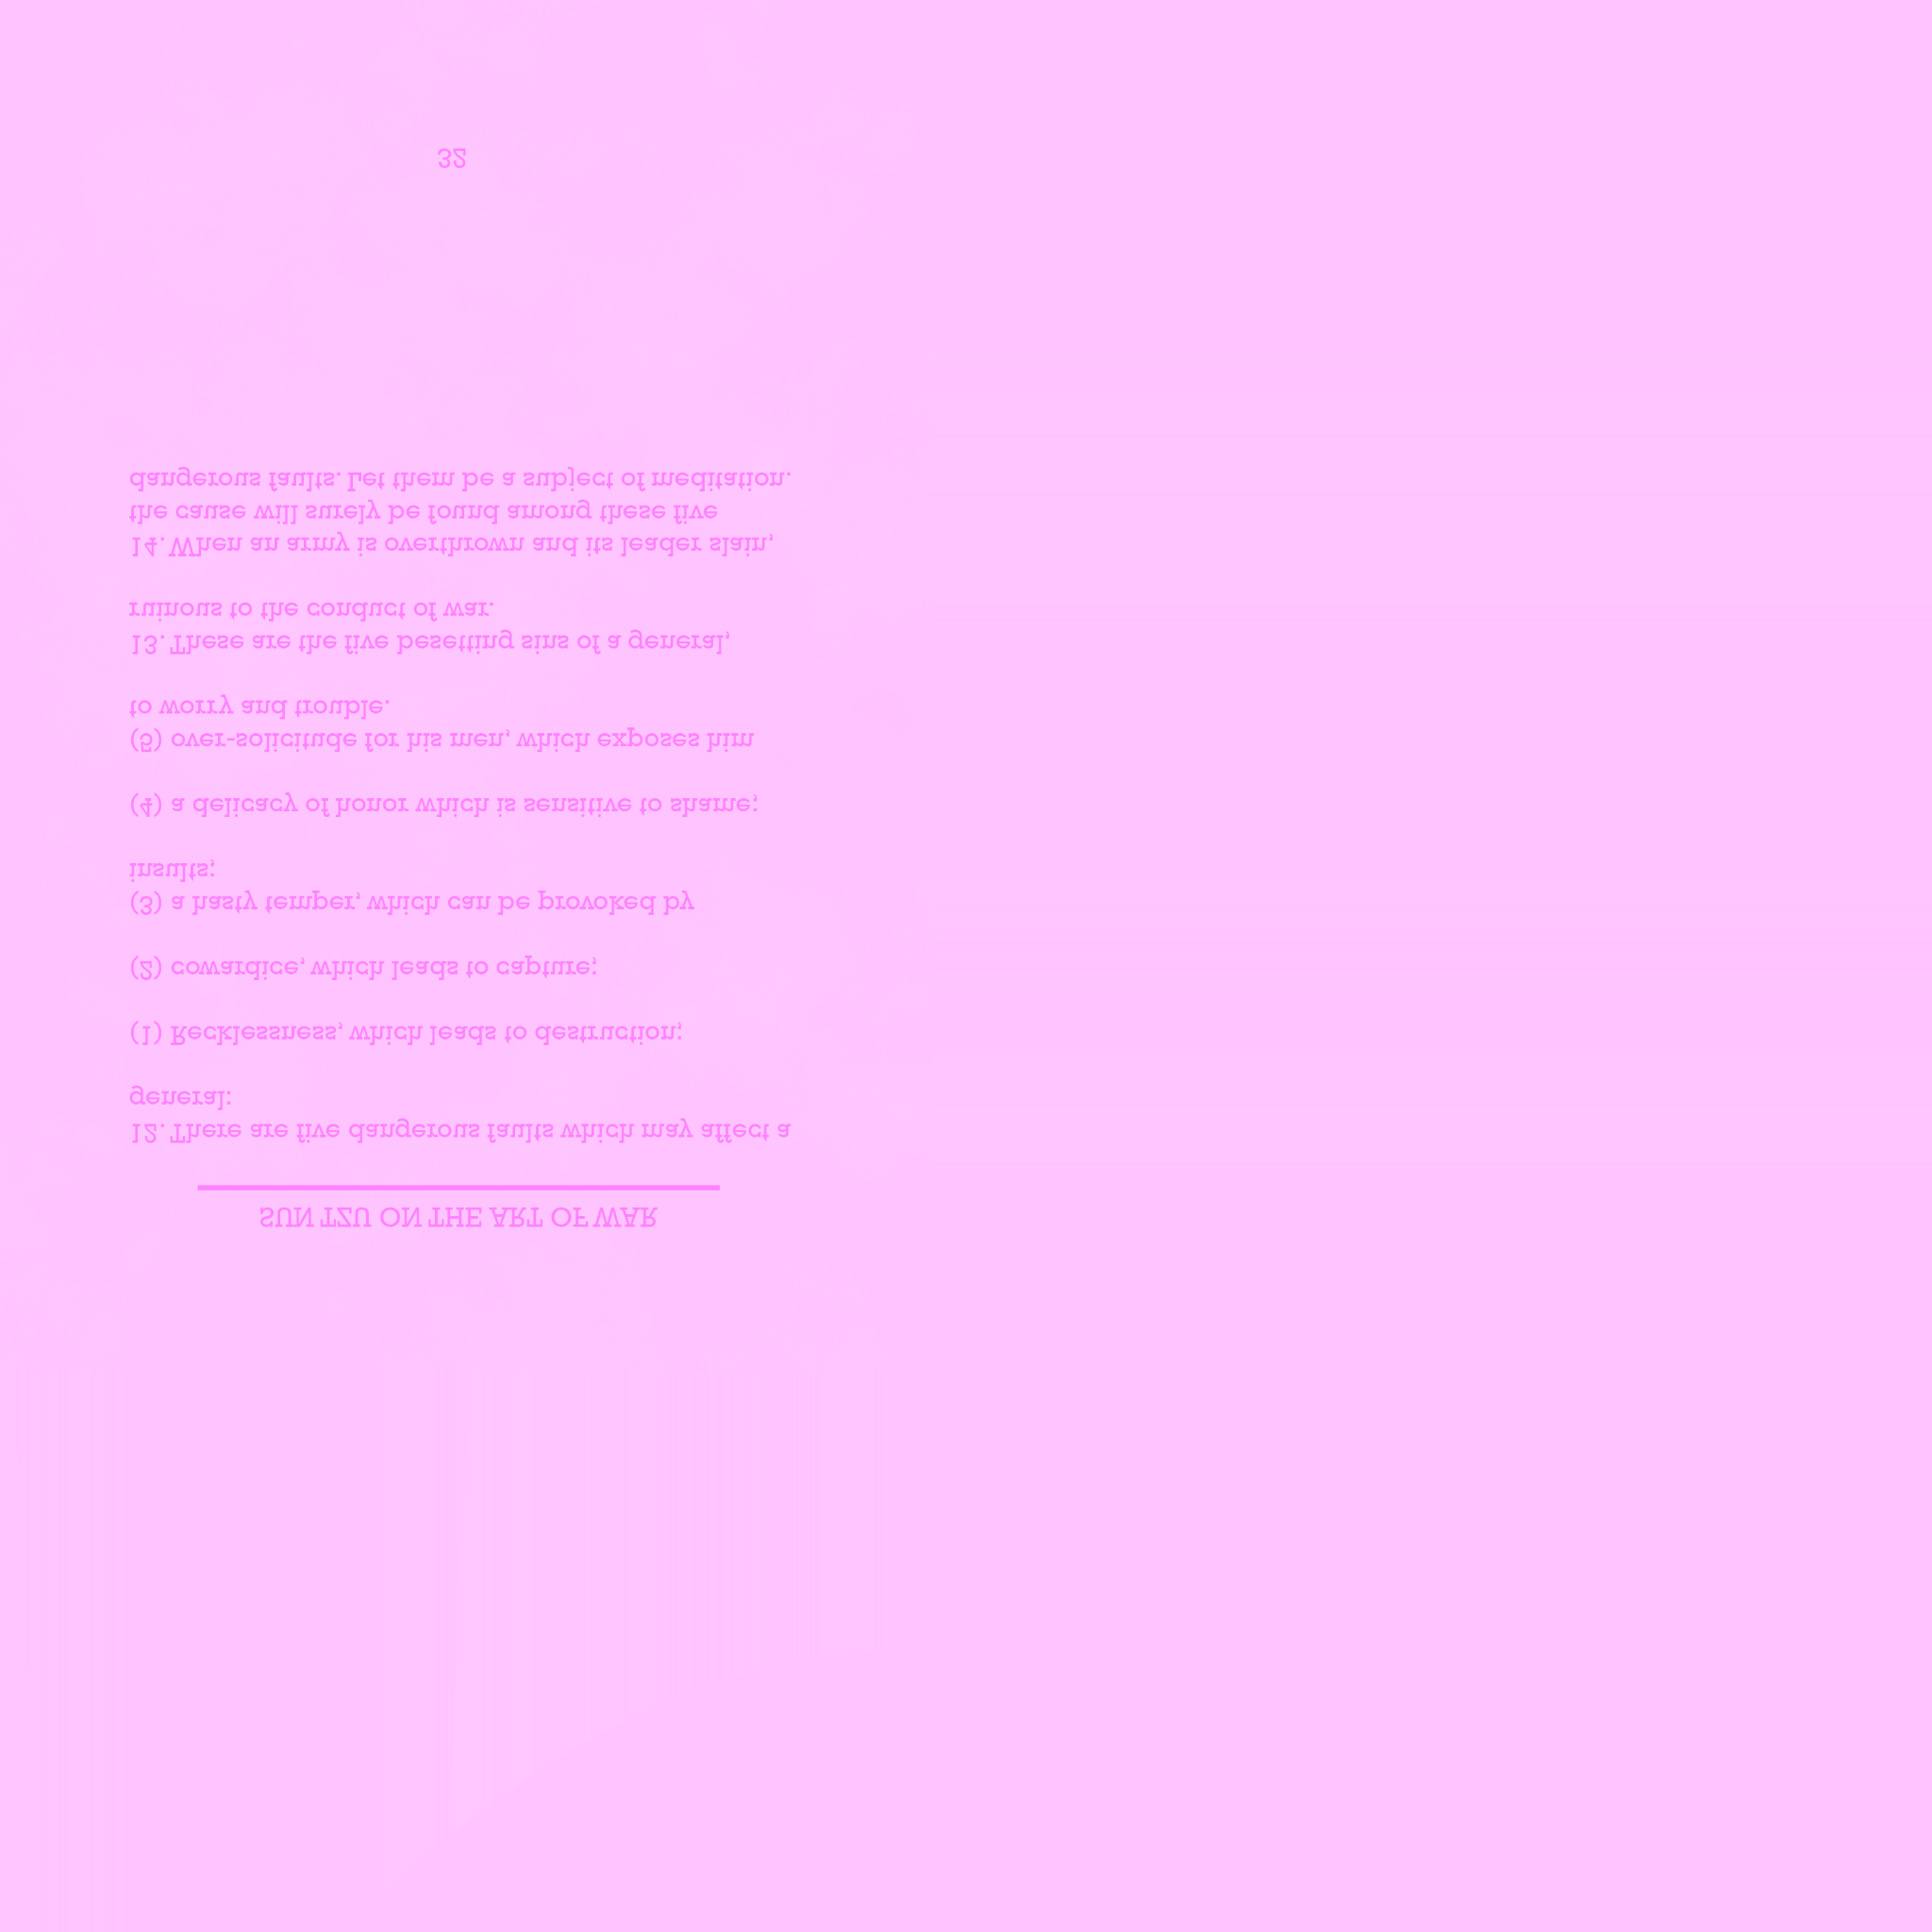 SUN TZU ON THE ART OF WAR
12. There are five dangerous faults which may affect a
general:
(1) Recklessness, which leads to destruction;
(2) cowardice, which leads to capture;
(3) a hasty temper, which can be provoked by
insults;
(4) a delicacy of honor which is sensitive to shame;
(5) over-solicitude for his men, which exposes him
to worry and trouble.
13. These are the five besetting sins of a general,
ruinous to the conduct of war.
14. When an army is overthrown and its leader slain,
the cause will surely be found among these five
dangerous faults. Let them be a subject of meditation.
32